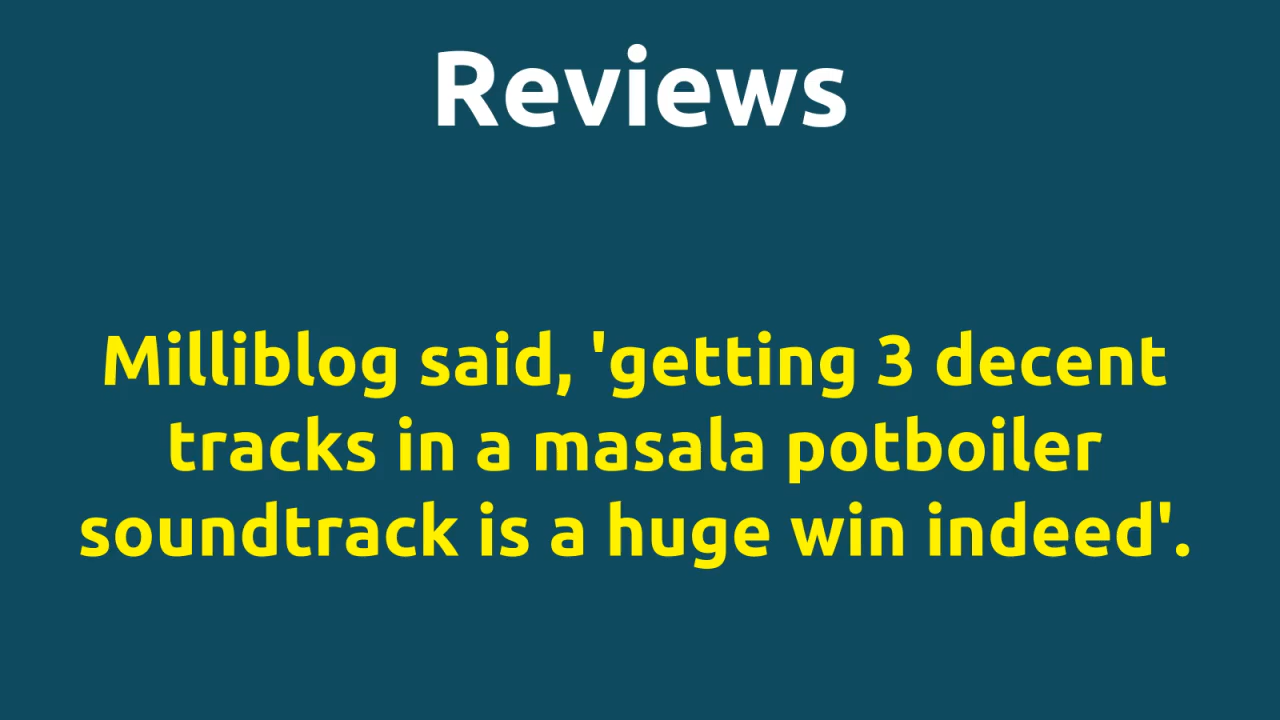 Reviews
Milliblog said, 'getting 3 decent
tracks in a masala potboiler
soundtrack is a huge win indeed'.